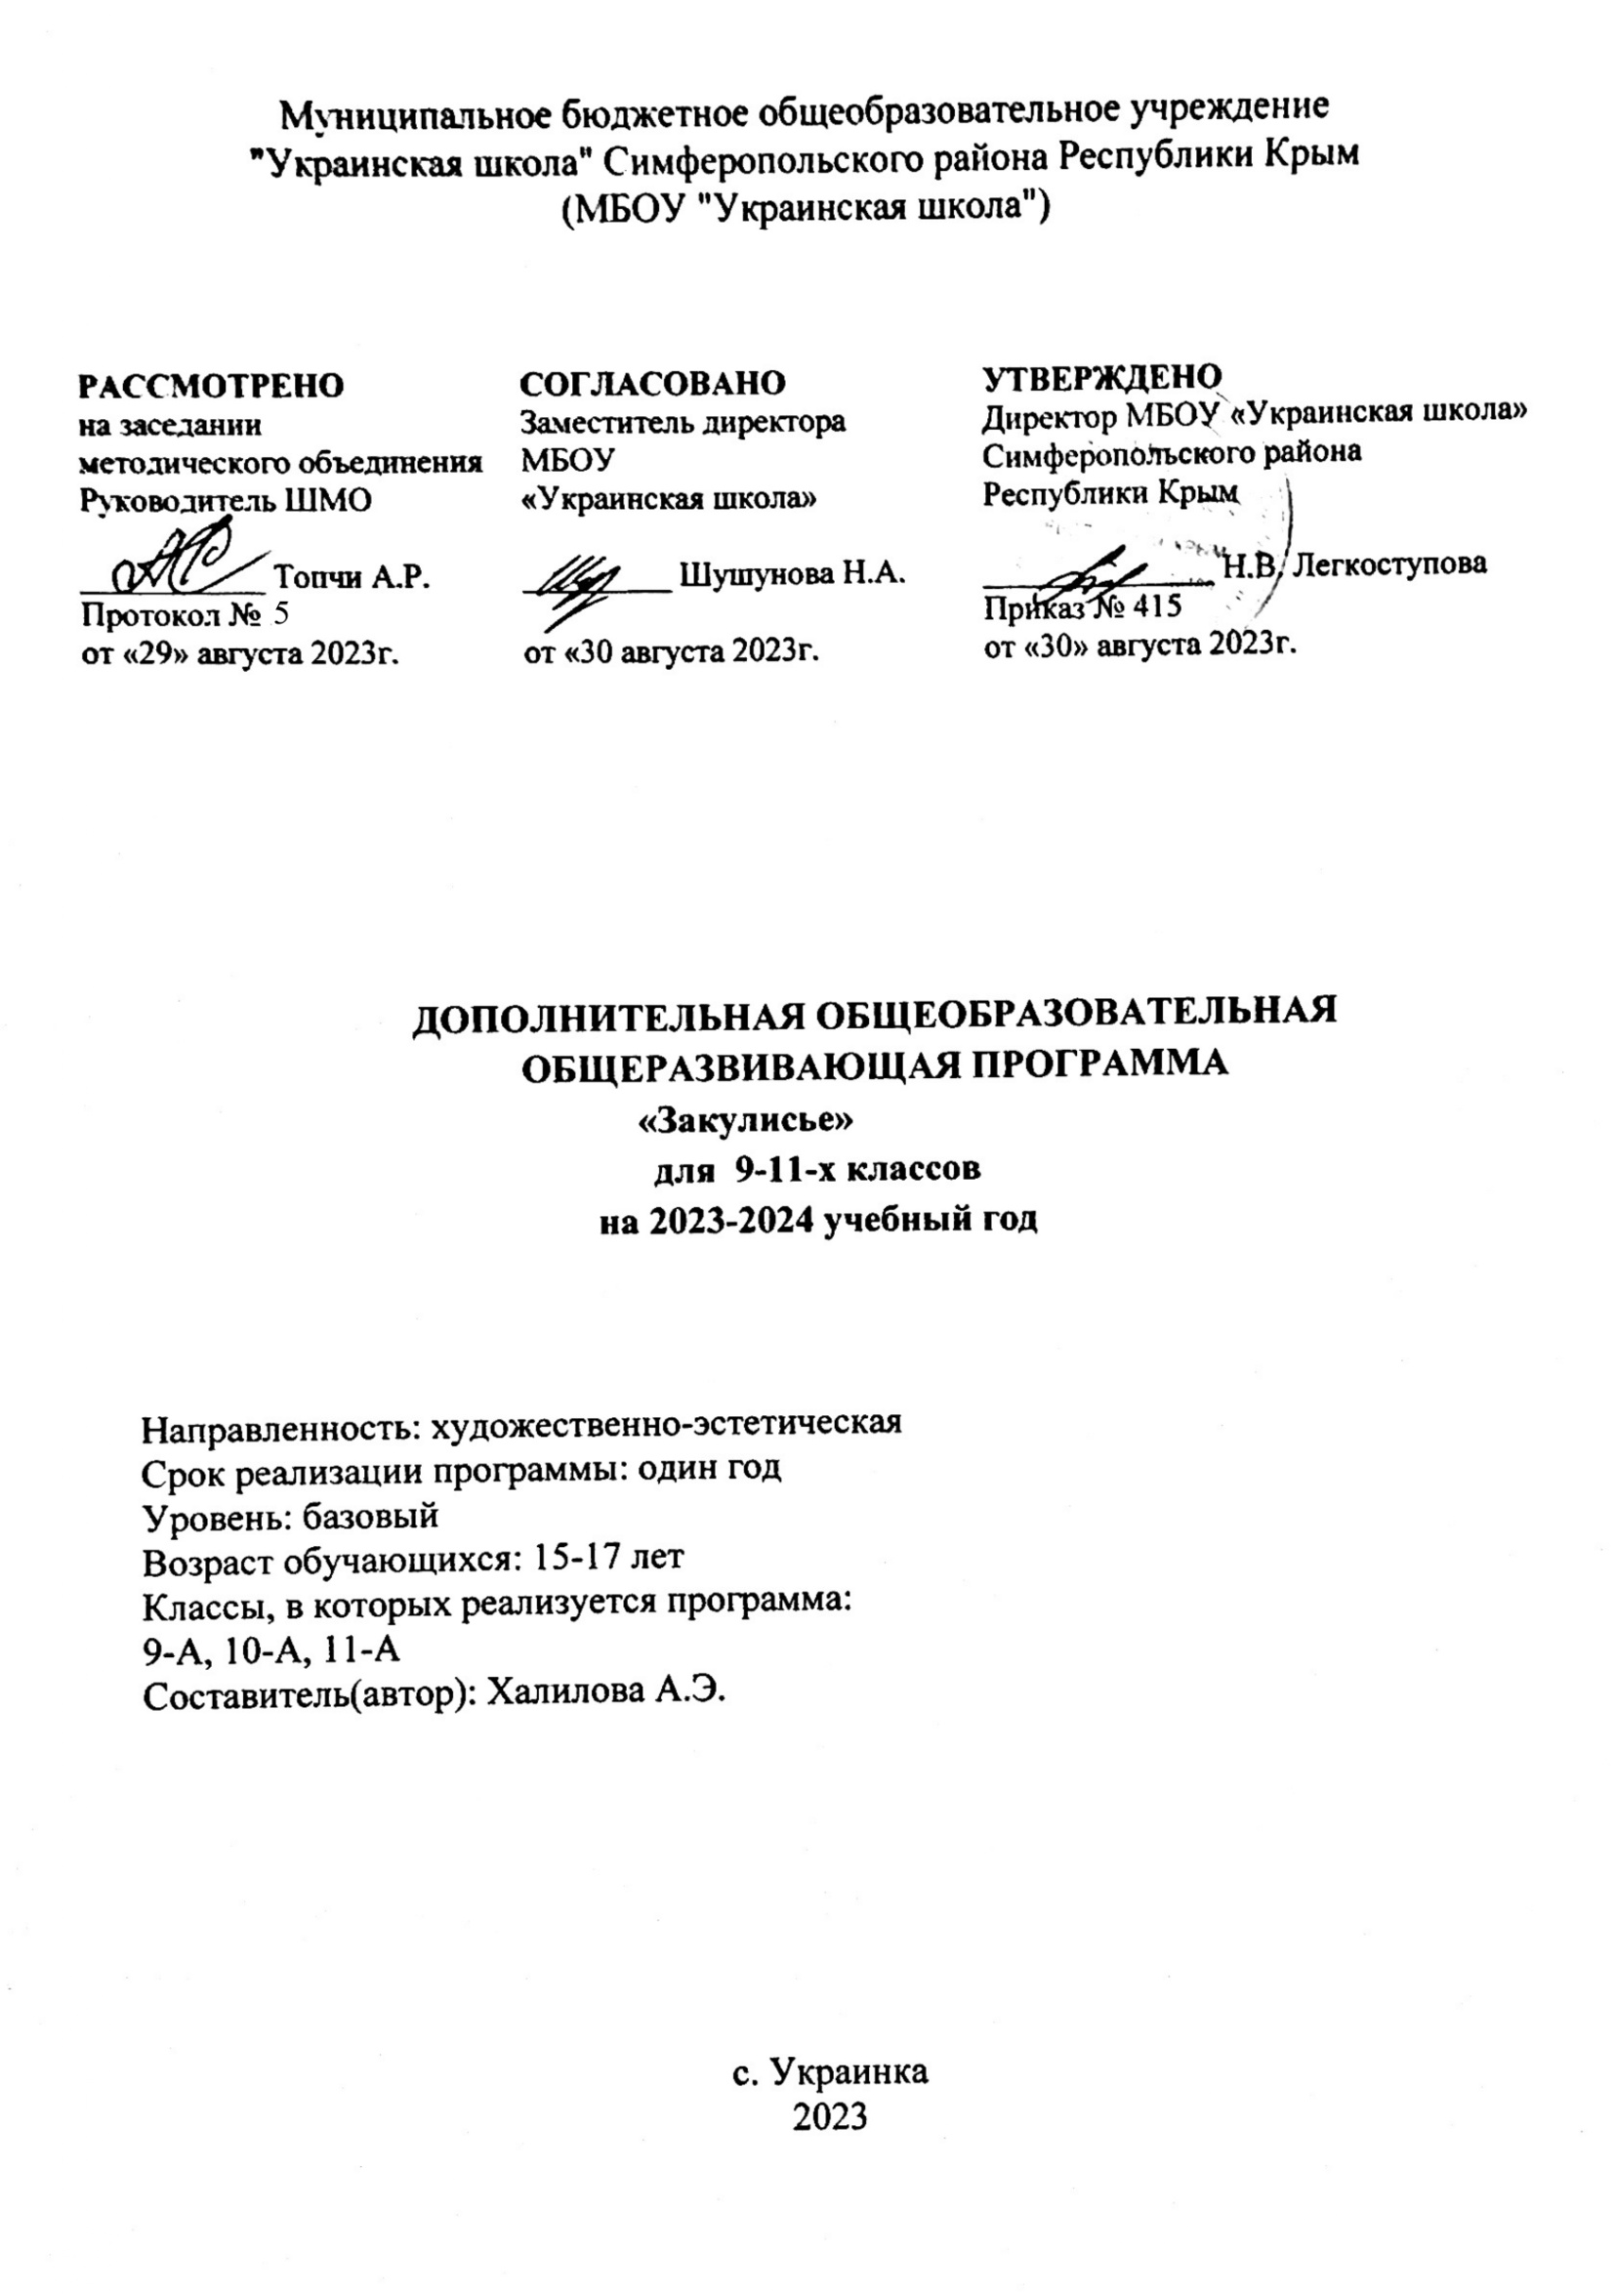 Муниципальное бюджетное общеобразовательное учреждение
"Украинская школа" Симферопольского района Республики Крым
(МБОУ "Украинская школа")
РАССМОТРЕНО
на заседании
методического объединения
Руководитель ШМО
Топчи А.Р.
Протокол № 5
от «29» августа 2023г.
СОГЛАСОВАНО
Заместитель директора
МБОУ
«Украинская школа»
Шушунова Н.А.
от «30 августа 2023г.
УТВЕРЖДЕНО
Директор МБОУ «Украинская школа»
Симферопольского района
Республики Крым
Н.В. Легкоступова
Приказ № 415
от «30» августа 2023г.
ДОПОЛНИТЕЛЬНАЯ ОБЩЕОБРАЗОВАТЕЛЬНАЯ
ОБЩЕРАЗВИВАЮЩАЯ ПРОГРАММА
«Закулисье»
для 9-11-х классов
на 2023-2024 учебный год
Направленность: художественно-эстетическая
Срок реализации программы: один год
Уровень: базовый
Возраст обучающихся: 15-17 лет
Классы, в которых реализуется программа:
9-А, 10-А, 11-А
Составитель(автор): Халилова А.Э.
с. Украинка
2023